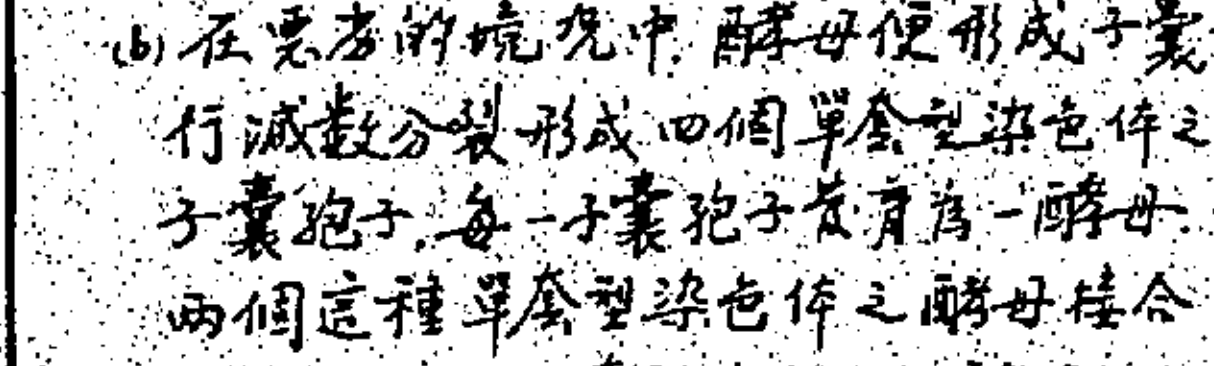 (b) 在惡劣的境況中, 酵母便形成子囊
行減數分裂形成四個單套型染色体之
子囊孢子, 每一子囊孢子發育為一酵母.
兩個這種單套型染色体之酵母接合